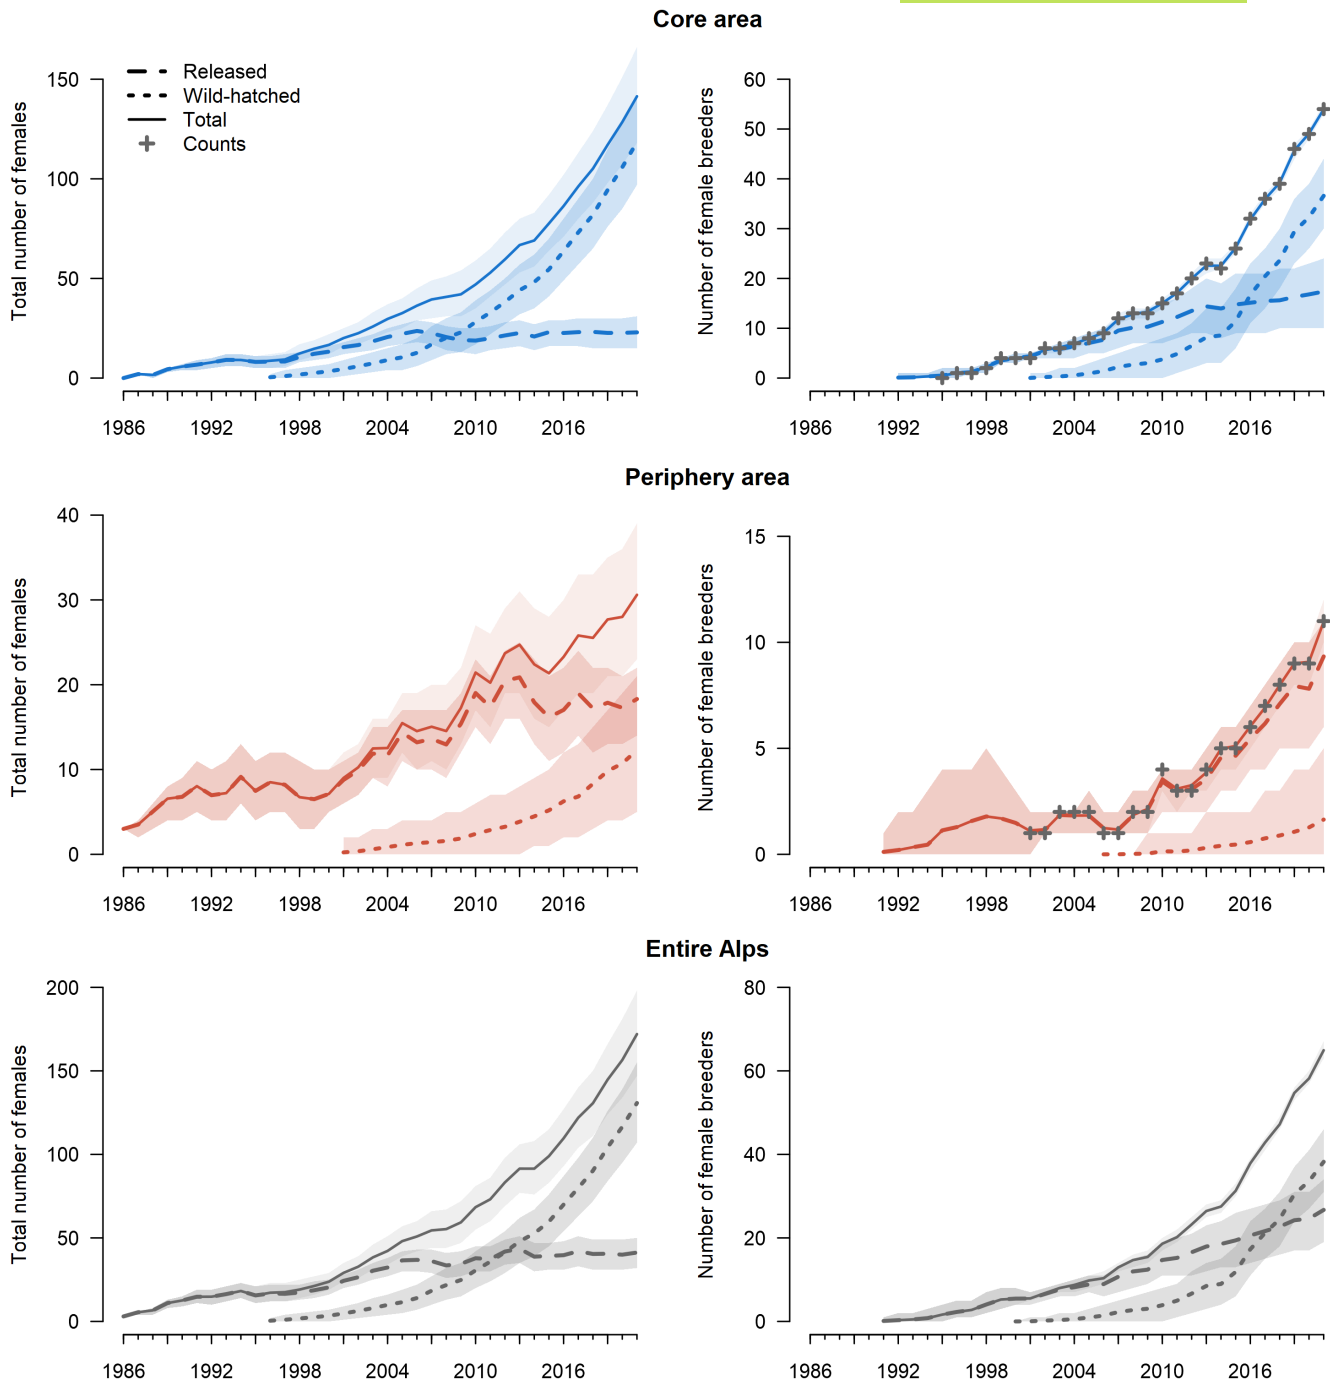 Core area
Total number of females
150
100
50
0
Released
Wild-hatched
Total
Counts
1986 1992 1998 2004 2010 2016
Number of female breeders
60
50
40
30
20
10
0
1986 1992 1998 2004 2010 2016
Periphery area
Total number of females
40
30
20
10
0
1986 1992 1998 2004 2010 2016
Number of female breeders
15
10
5
0
1986 1992 1998 2004 2010 2016
Entire Alps
Total number of females
200
150
100
50
0
1986 1992 1998 2004 2010 2016
Number of female breeders
80
60
40
20
0
1986 1992 1998 2004 2010 2016